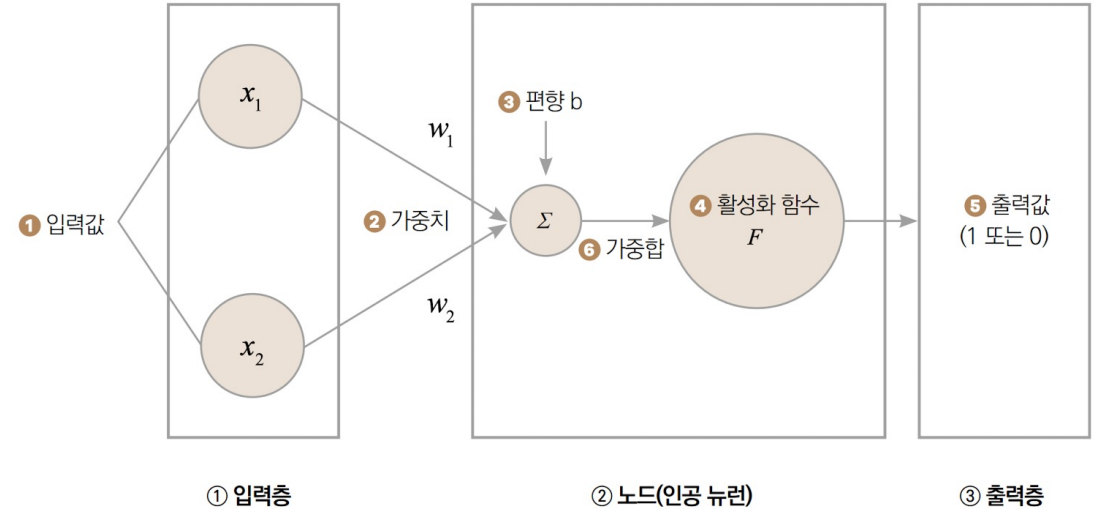 x₁
w₁
❸ 편향 b
❶ 입력값
❷ 가중치
Σ
❻ 가중합
❹ 활성화 함수
F
❺ 출력값
(1 또는 0)
w₂
x₂
① 입력층
② 노드(인공 뉴런)
③ 출력층